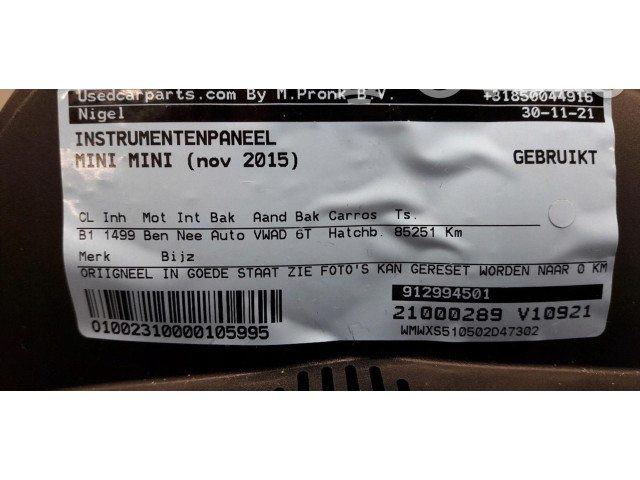 Usedcarparts.com By M.Pronk B.V. +31850044916
Nigel 30-11-21
INSTRUMENTENPANEEL
MINI MINI (nov 2015) GEBRUIKT
CL Inh Mot Int Bak Aand Bak Carros Ts.
B1 1499 Ben Nee Auto VWAD 6T Hatchb. 85251 Km
Merk Bijz
ORIIGNEEL IN GOEDE STAAT ZIE FOTO'S KAN GERESET WORDEN NAAR 0 KM
912994501
01002310000105995
21000289 V10921
WMWXS510502D47302